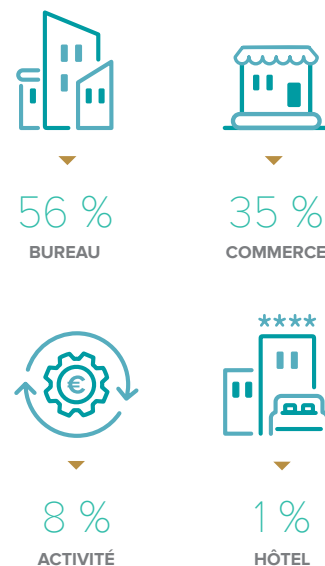 56 %
BUREAU
35 %
COMMERCE
€
8 %
ACTIVITÉ
****
1 %
HÔTEL